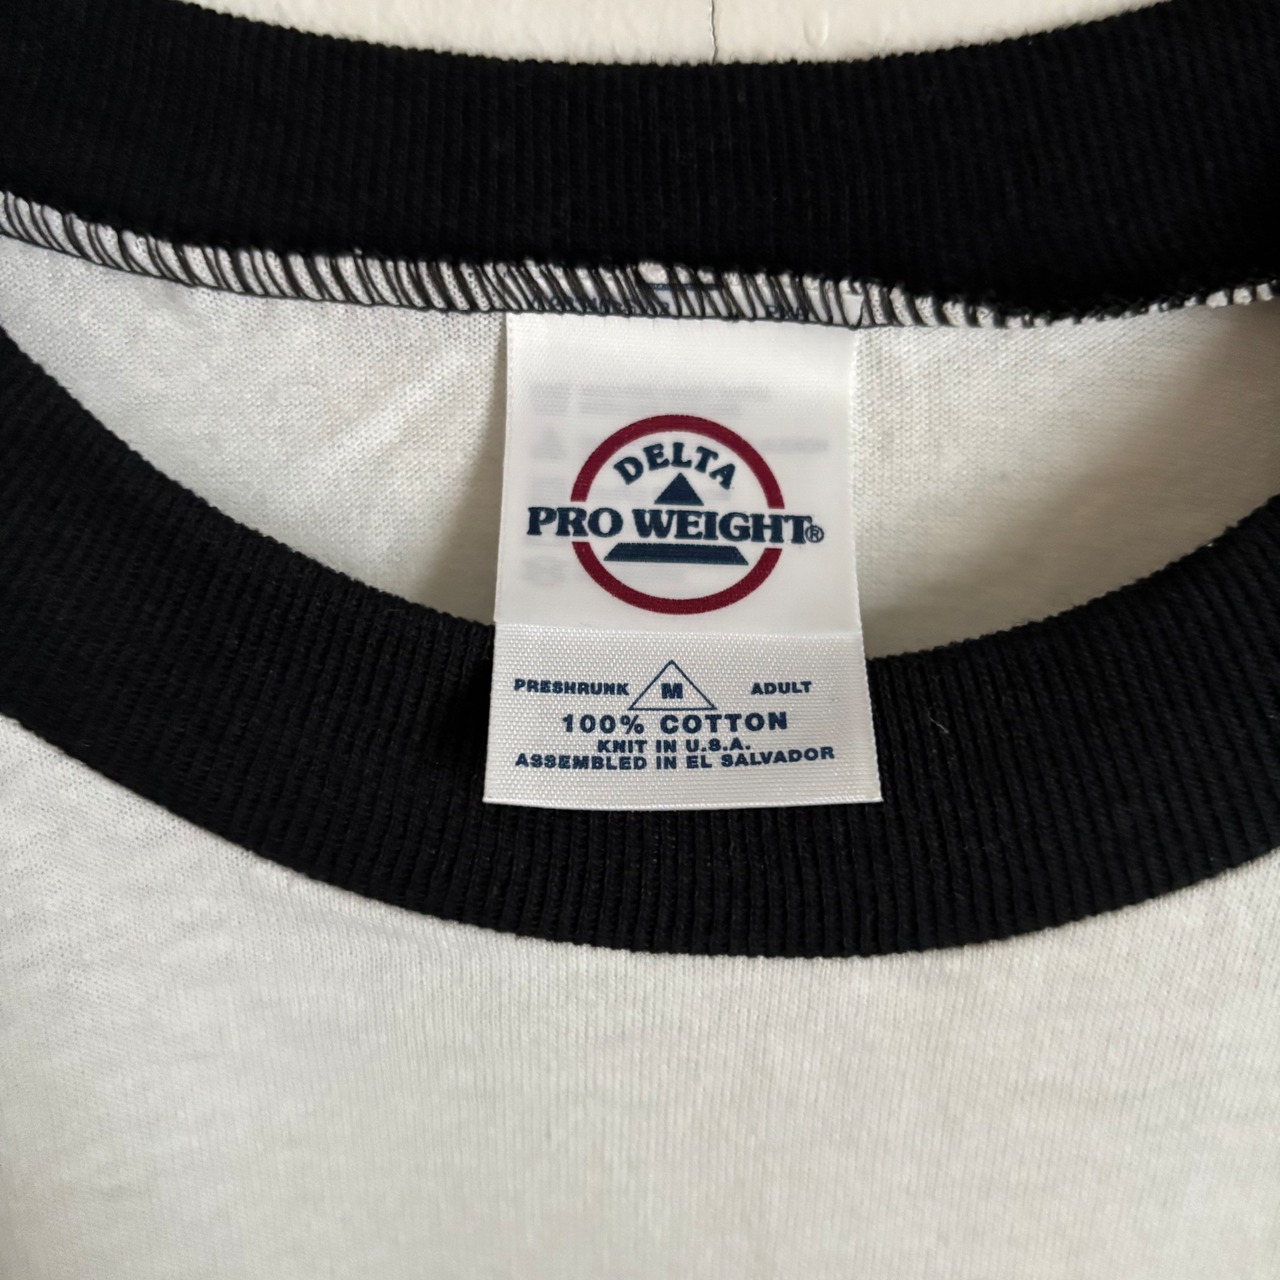 DELTA
PRO WEIGHT®
PRESHRUNK M ADULT
100% COTTON
KNIT IN U.S.A.
ASSEMBLED IN EL SALVADOR